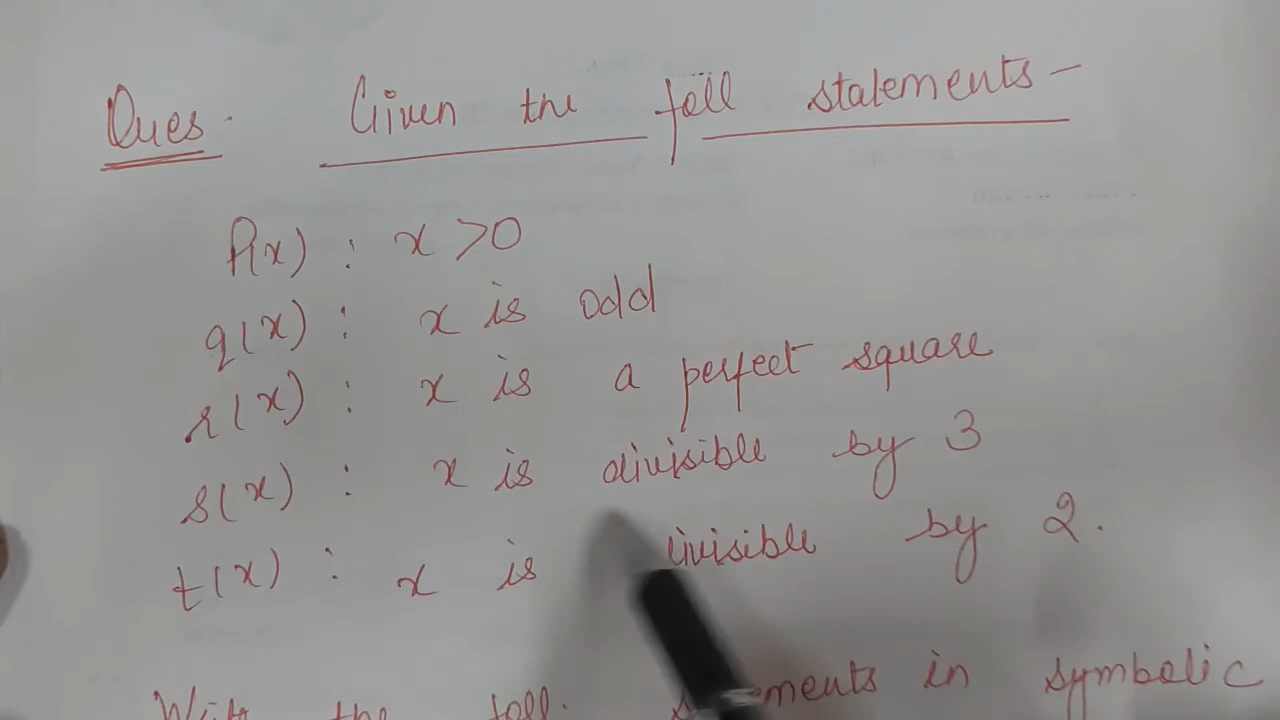 Ques. Given the foll statements -
P(x) : x > 0
q(x) : x is odd
r(x) : x is a perfect square
s(x) : x is divisible by 3
t(x) : x is divisible by 2.
the foll. in symbolic